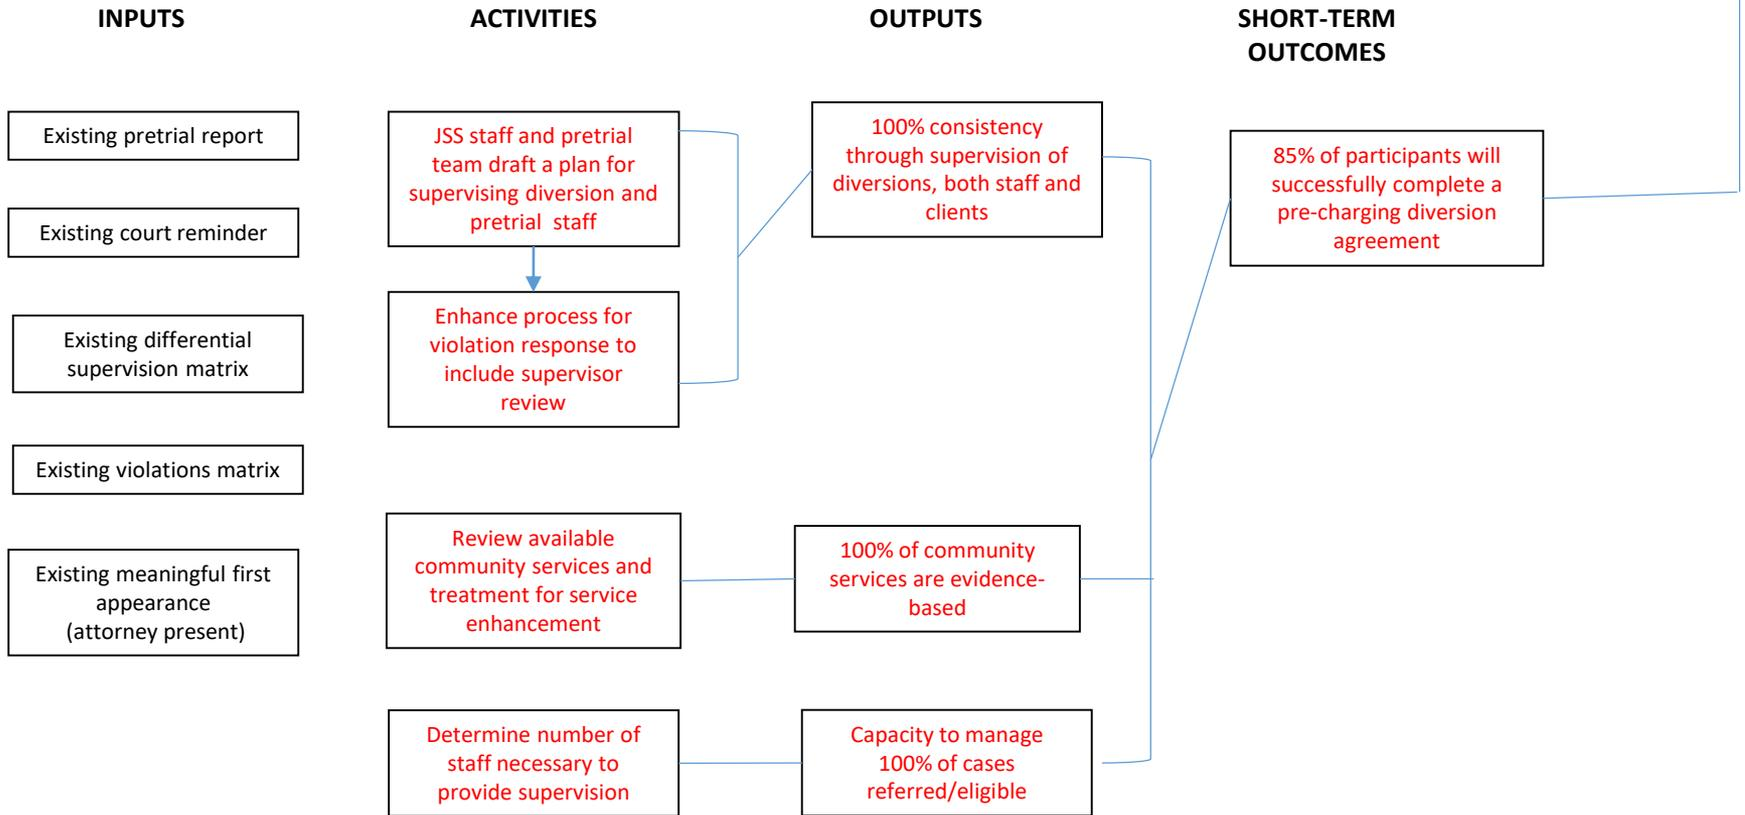 INPUTS
ACTIVITIES
OUTPUTS
SHORT-TERM
OUTCOMES
Existing pretrial report
Existing court reminder
Existing differential
supervision matrix
Existing violations matrix
Existing meaningful first
appearance
(attorney present)
JSS staff and pretrial
team draft a plan for
supervising diversion and
pretrial staff
Enhance process for
violation response to
include supervisor
review
Review available
community services and
treatment for service
enhancement
Determine number of
staff necessary to
provide supervision
100% consistency
through supervision of
diversions, both staff and
clients
100% of community
services are evidence-
based
Capacity to manage
100% of cases
referred/eligible
85% of participants will
successfully complete a
pre-charging diversion
agreement